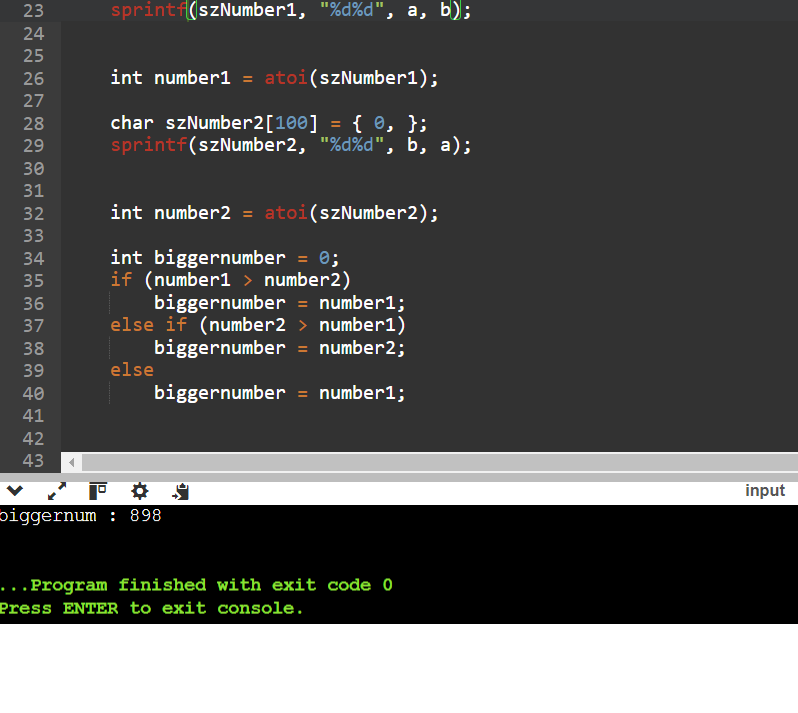 23 sprintf(szNumber1, "%d%d", a, b);
24
25
26 int number1 = atoi(szNumber1);
27
28 char szNumber2[100] = { 0, };
29 sprintf(szNumber2, "%d%d", b, a);
30
31
32 int number2 = atoi(szNumber2);
33
34 int biggernumber = 0;
35 if (number1 > number2)
36 biggernumber = number1;
37 else if (number2 > number1)
38 biggernumber = number2;
39 else
40 biggernumber = number1;
41
42
43
input
biggernum : 898
...Program finished with exit code 0
Press ENTER to exit console.